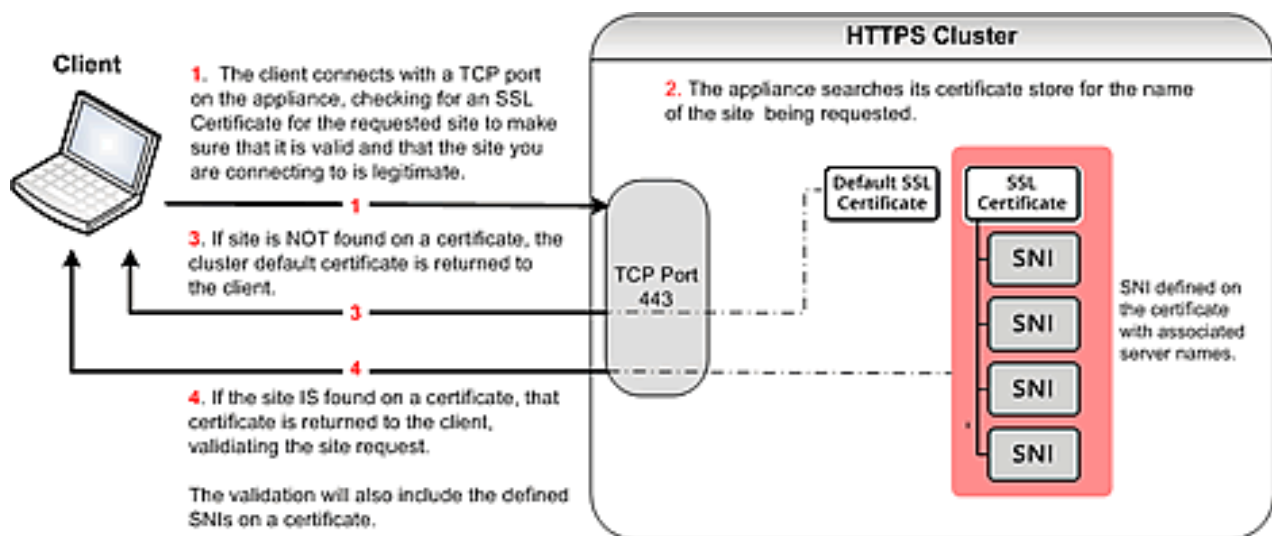 HTTPS Cluster
Client
1. The client connects with a TCP port
on the appliance, checking for an SSL
Certificate for the requested site to make
sure that it is valid and that the site you
are connecting to is legitimate.
2. The appliance searches its certificate store for the name
of the site being requested.
1
3. If site is NOT found on a certificate, the
cluster default certificate is returned to
the client.
3
4
4. If the site IS found on a certificate, that
certificate is returned to the client,
validiating the site request.
The validation will also include the defined
SNIs on a certificate.
TCP Port
443
Default SSL
Certificate
SSL
Certificate
SNI
SNI
SNI
SNI
SNI defined on
the certificate
with associated
server names.